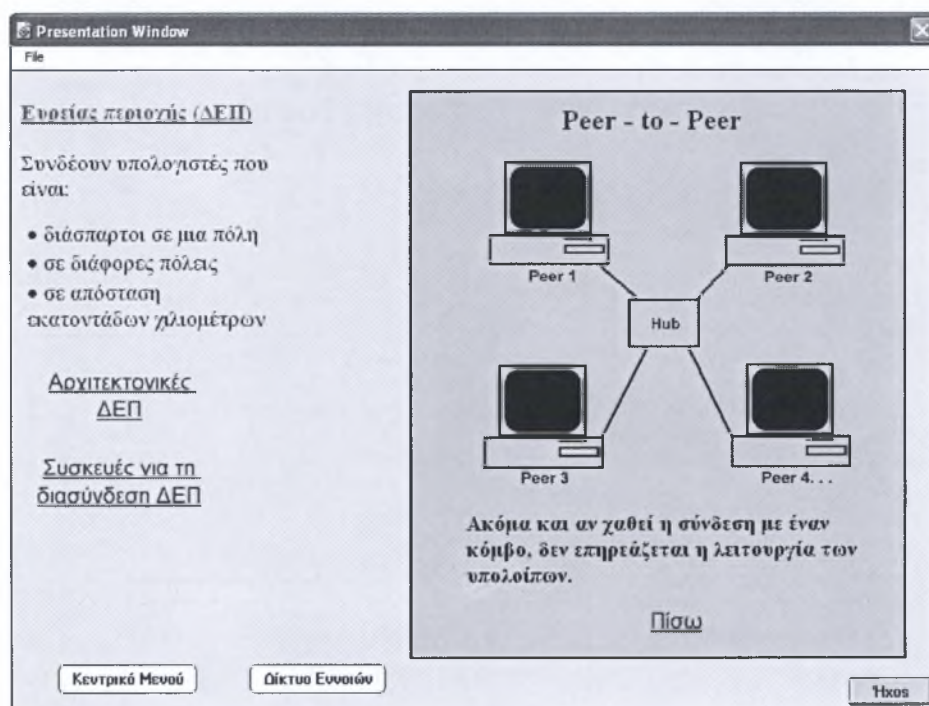 Presentation Window
File
Ευρείας περιοχής (ΔΕΠ)
Συνδέουν υπολογιστές που
είναι:
• διάσπαρτοι σε μια πόλη
• σε διάφορες πόλεις
• σε απόσταση
εκατοντάδων χιλιομέτρων
Αρχιτεκτονικές
ΔΕΠ
Συσκευές για τη
διασύνδεση ΔΕΠ
Peer - to - Peer
Peer 1
Peer 2
Hub
Peer 3
Peer 4. . .
Ακόμα και αν χαθεί η σύνδεση με έναν
κόμβο, δεν επηρεάζεται η λειτουργία των
υπολοίπων.
Πίσω
Κεντρικό Μενού
Δίκτυο Εννοιών
Ήχος